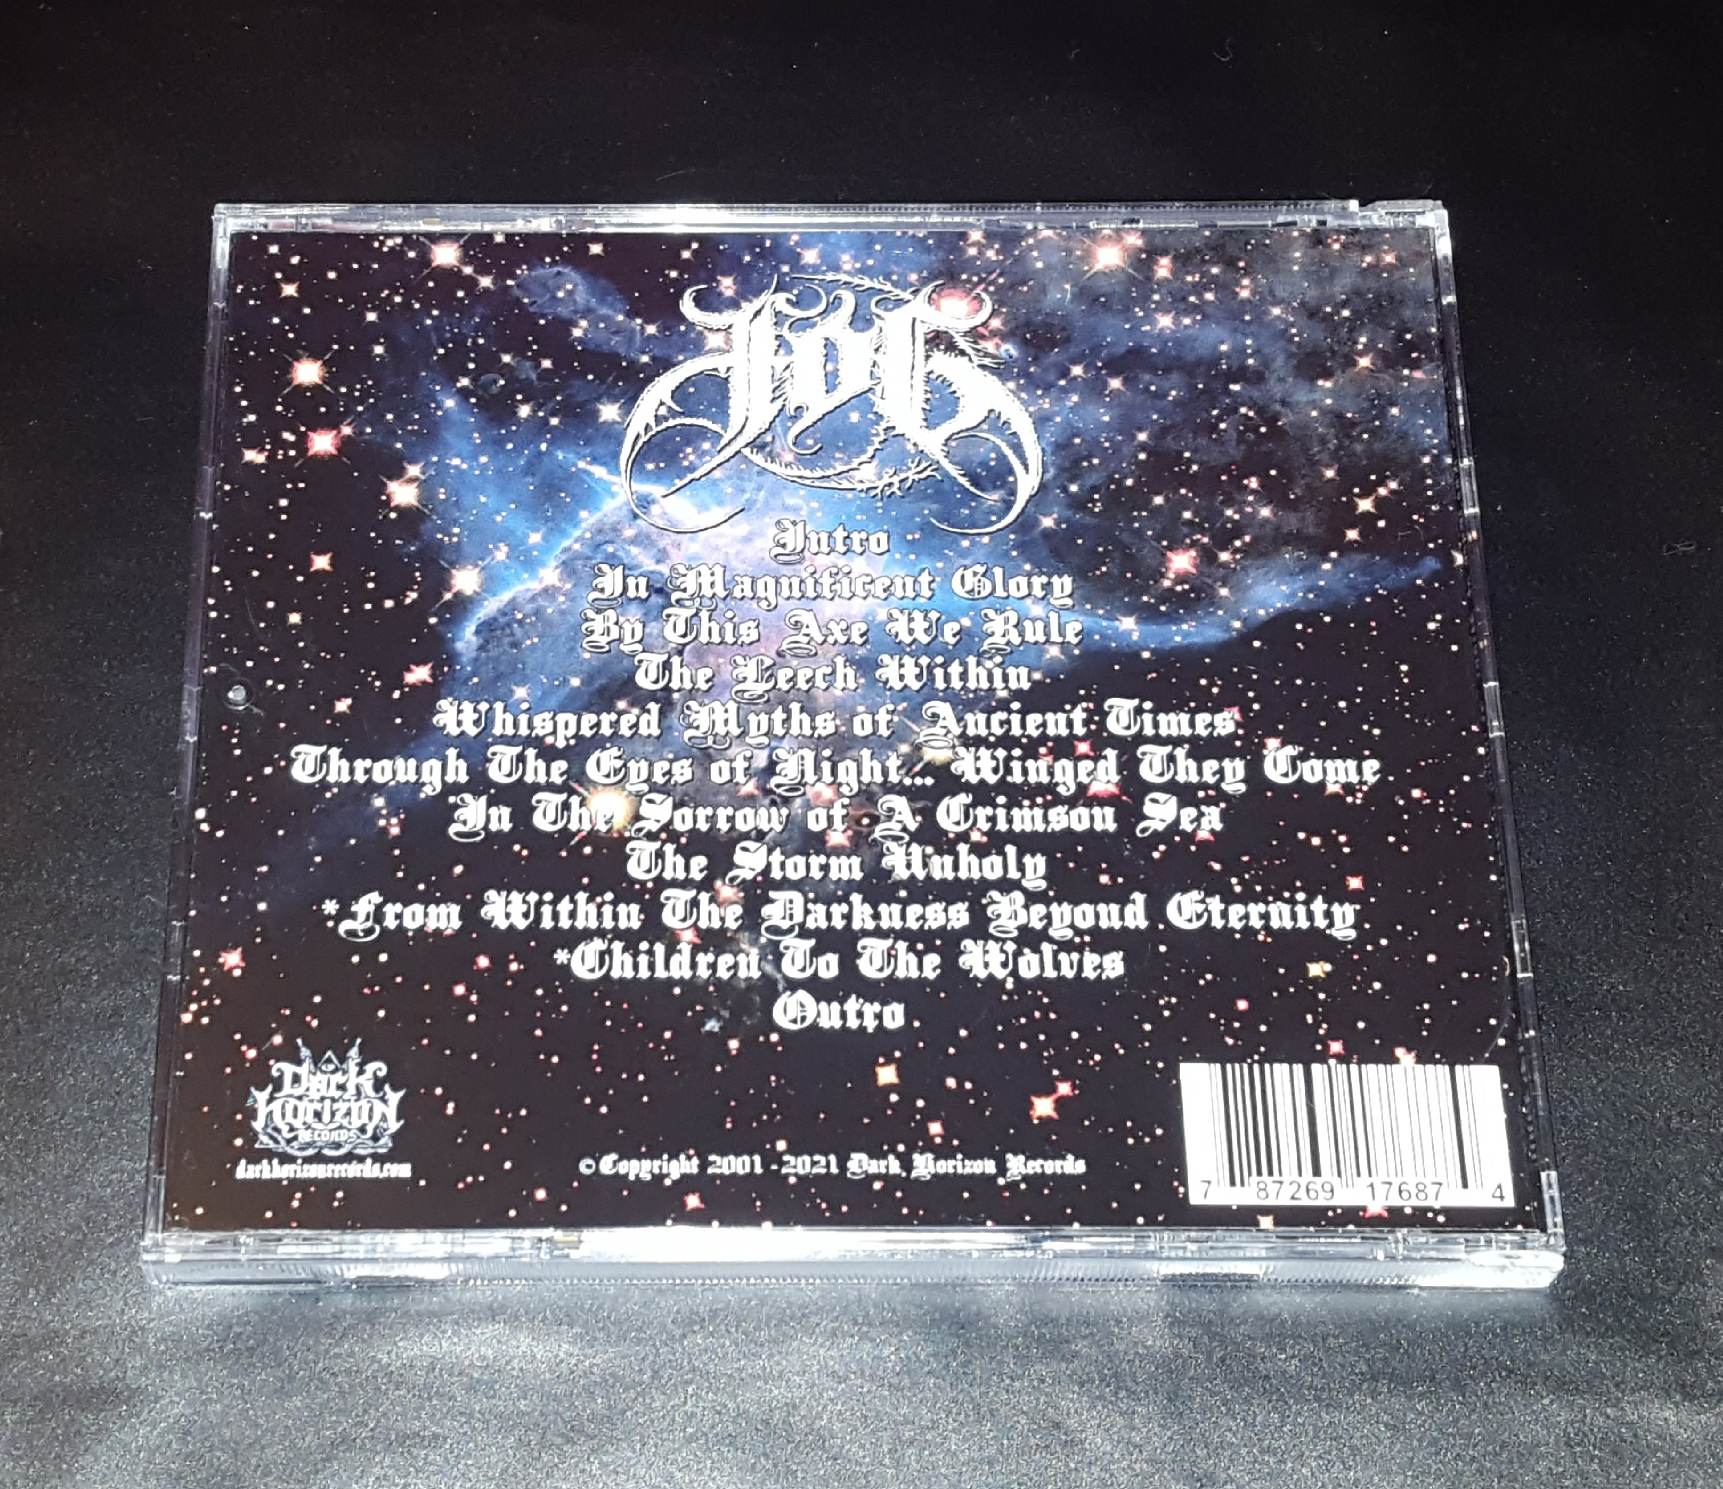 Intro
In Magnificent Glory
By This Axe We Rule
The Leech Within
Whispered Myths of Ancient Times
Through The Eyes of Night... Winged They Come
In The Sorrow of A Crimson Sea
The Storm Unholy
*From Within The Darkness Beyond Eternity
*Children To The Wolves
Outro
Dark
Horizon
RECORDS
darkhorizonrecords.com
© Copyright 2001 - 2021 Dark Horizon Records
7 87269 17687 4